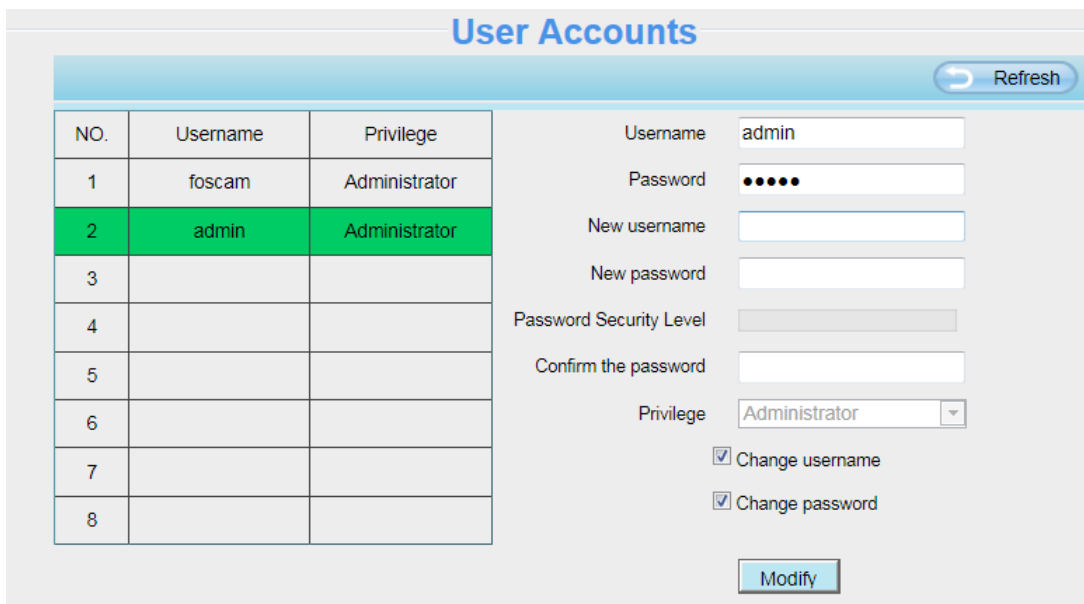 User Accounts
Refresh
NO. Username Privilege
1 foscam Administrator
2 admin Administrator
3
4
5
6
7
8
Username admin
Password •••••
New username
New password
Password Security Level
Confirm the password
Privilege Administrator
Change username
Change password
Modify